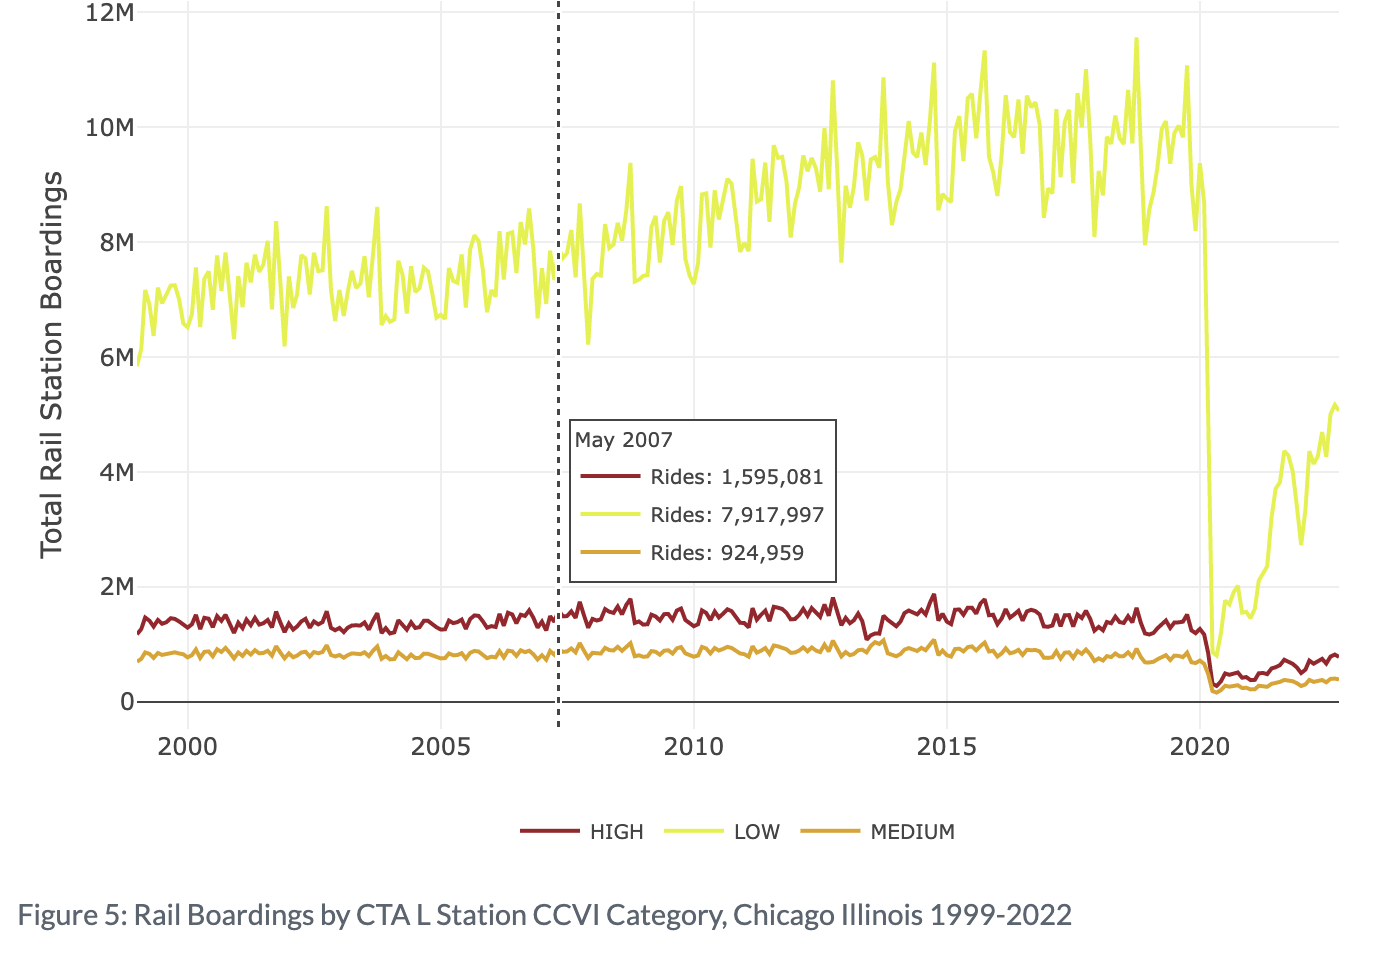 12M
10M
8M
6M
4M
2M
0
Total Rail Station Boardings
May 2007
Rides: 1,595,081
Rides: 7,917,997
Rides: 924,959
2000 2005 2010 2015 2020
HIGH LOW MEDIUM
Figure 5: Rail Boardings by CTA L Station CCVI Category, Chicago Illinois 1999-2022